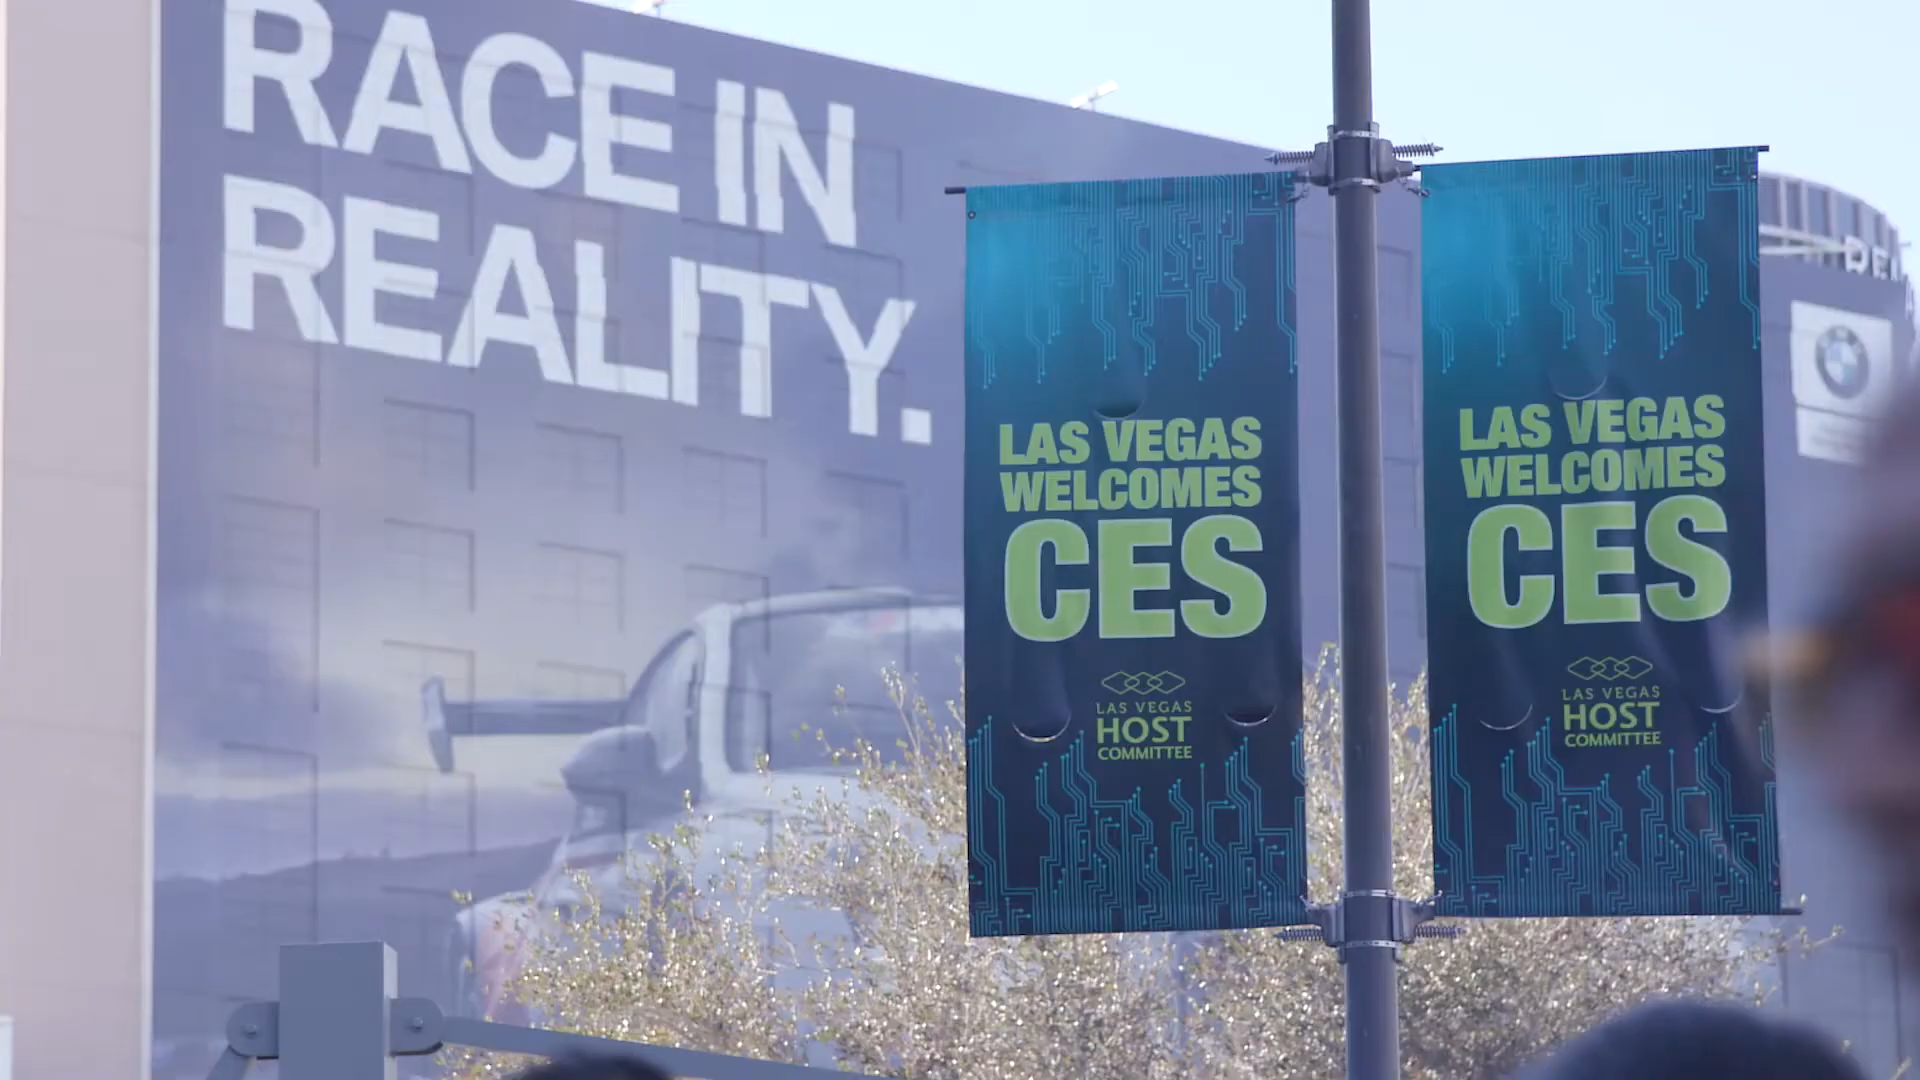 RACE IN
REALITY.
LAS VEGAS
WELCOMES
CES
LAS VEGAS
HOST
COMMITTEE
LAS VEGAS
WELCOMES
CES
LAS VEGAS
HOST
COMMITTEE
BMW